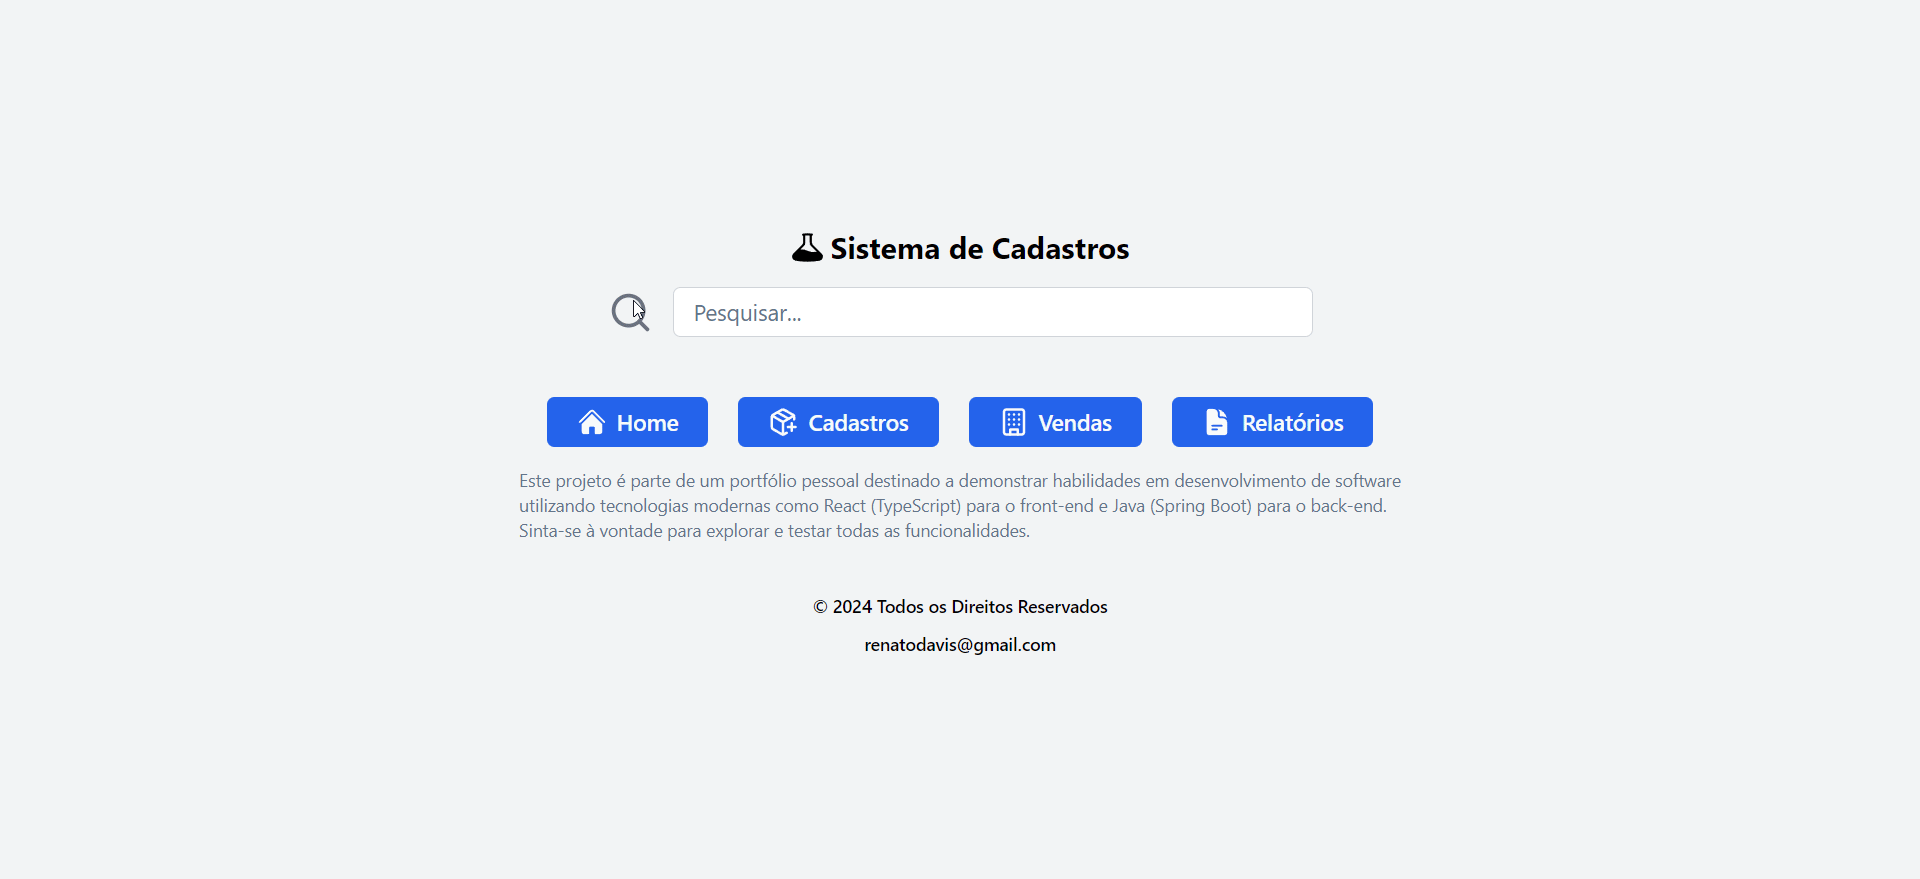 Sistema de Cadastros
Pesquisar...
Home Cadastros Vendas Relatórios
Este projeto é parte de um portfólio pessoal destinado a demonstrar habilidades em desenvolvimento de software
utilizando tecnologias modernas como React (TypeScript) para o front-end e Java (Spring Boot) para o back-end.
Sinta-se à vontade para explorar e testar todas as funcionalidades.
© 2024 Todos os Direitos Reservados
renatodavis@gmail.com